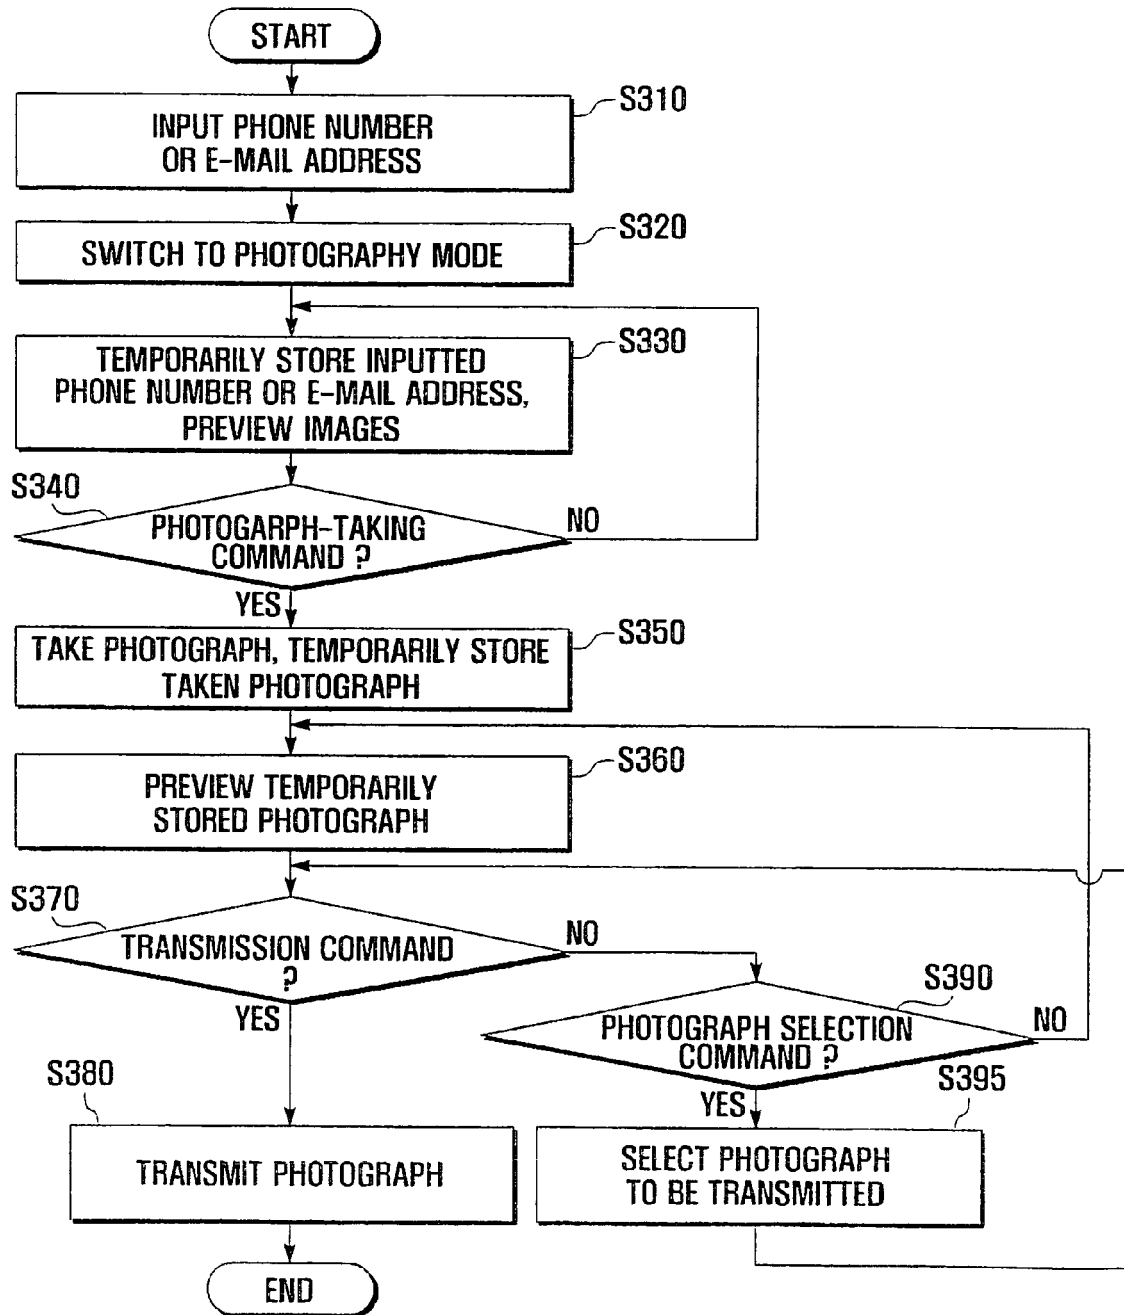 START
S310
INPUT PHONE NUMBER
OR E-MAIL ADDRESS
S320
SWITCH TO PHOTOGRAPHY MODE
S330
TEMPORARILY STORE INPUTTED
PHONE NUMBER OR E-MAIL ADDRESS,
PREVIEW IMAGES
S340
PHOTOGARPH-TAKING
COMMAND ?
NO
YES
S350
TAKE PHOTOGRAPH, TEMPORARILY STORE
TAKEN PHOTOGRAPH
S360
PREVIEW TEMPORARILY
STORED PHOTOGRAPH
S370
TRANSMISSION COMMAND
?
NO
YES
S390
PHOTOGRAPH SELECTION
COMMAND ?
NO
YES
S380
TRANSMIT PHOTOGRAPH
S395
SELECT PHOTOGRAPH
TO BE TRANSMITTED
END